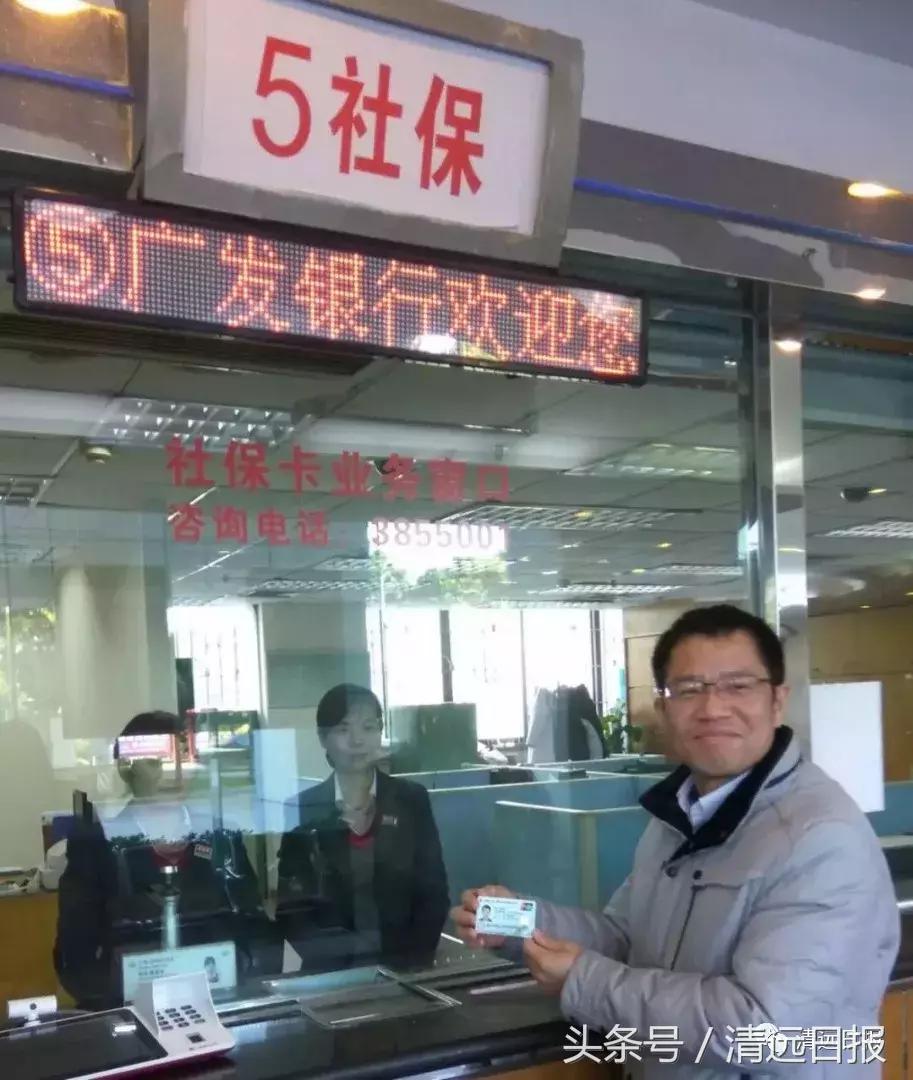 5社保
⑤广发银行欢迎您
社保卡业务窗口
咨询电话 3855001
头条号／清远日报